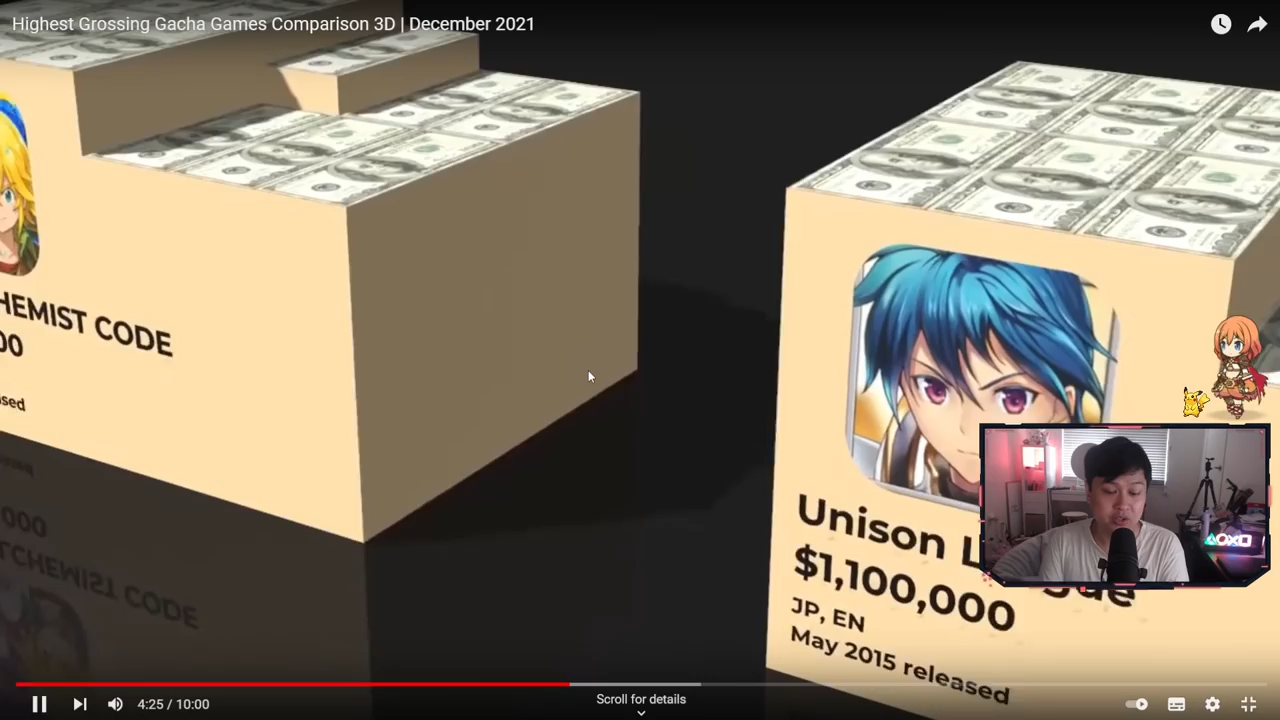 Highest Grossing Gacha Games Comparison 3D | December 2021
HEMIST CODE
00
sed
Unison
$1,100,000
JP, EN
May 2015 released
4:25 / 10:00
Scroll for details